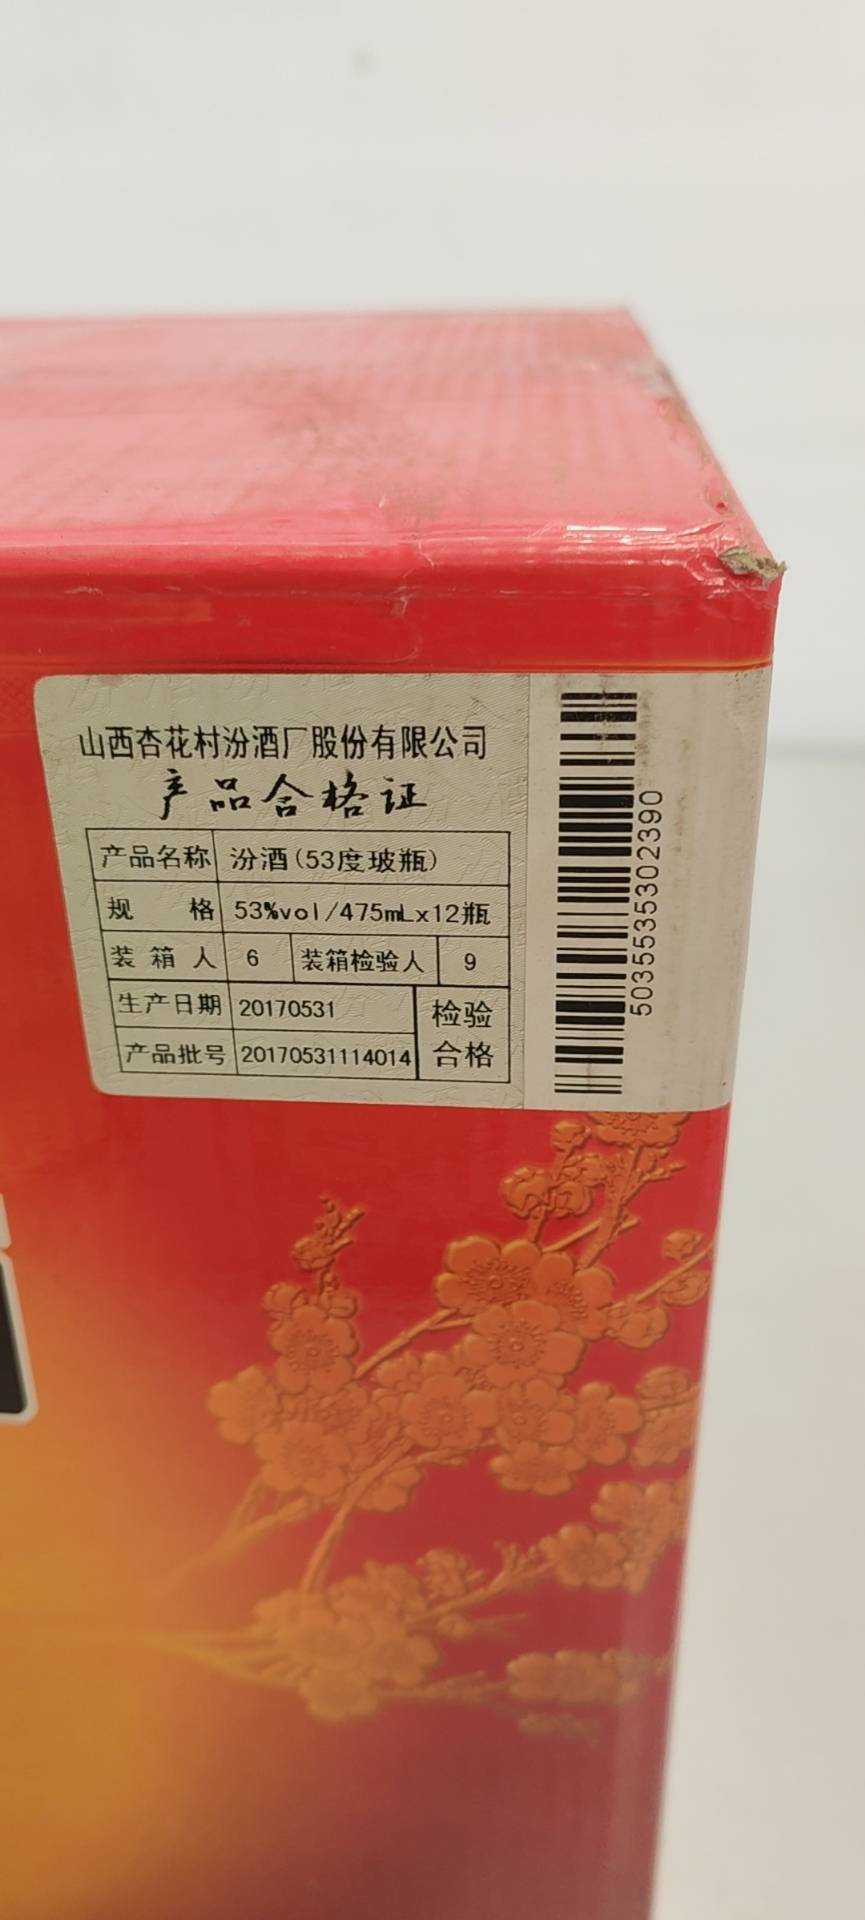 山西杏花村汾酒厂股份有限公司
产品合格证
产品名称 汾酒(53度玻瓶)
规 格 53%vol/475mLx12瓶
装箱人 6 装箱检验人 9
生产日期 20170531 检验
产品批号 20170531114014 合格
5035535302390